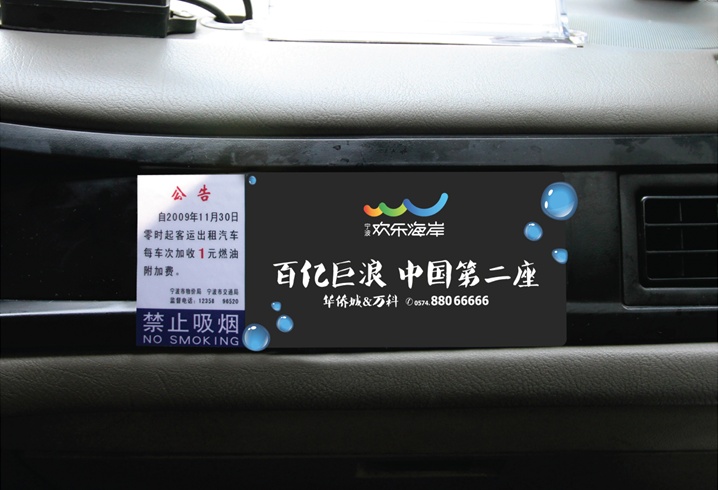 公告
自2009年11月30日
零时起客运出租汽车
每车次加收1元燃油
附加费。
宁波市物价局 宁波市交通局
监督电话：12358 96520
禁止吸烟
NO SMOKING
宁波 欢乐海岸
百亿巨浪 中国第二座
华侨城&万科 0574.880 66666